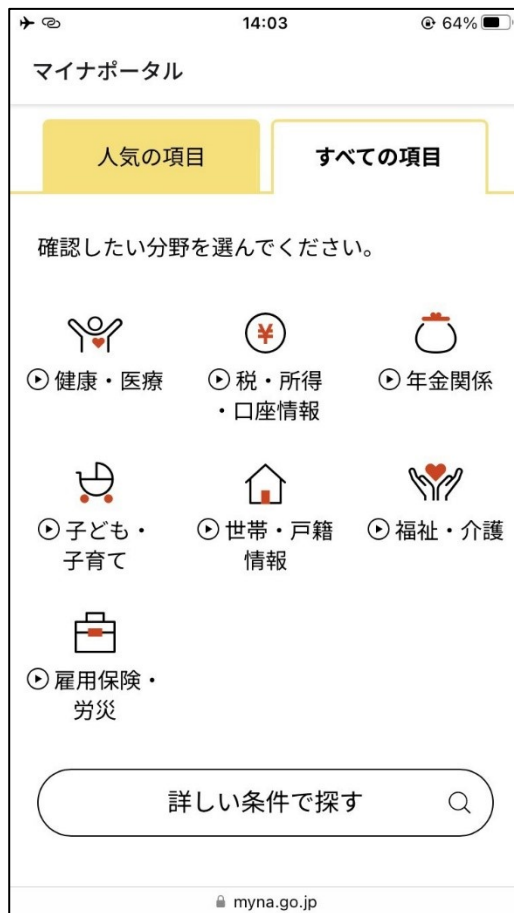 14:03
64%
マイナポータル
人気の項目
すべての項目
確認したい分野を選んでください。
健康・医療
税・所得
・口座情報
年金関係
子ども・
子育て
世帯・戸籍
情報
福祉・介護
雇用保険・
労災
詳しい条件で探す
myna.go.jp